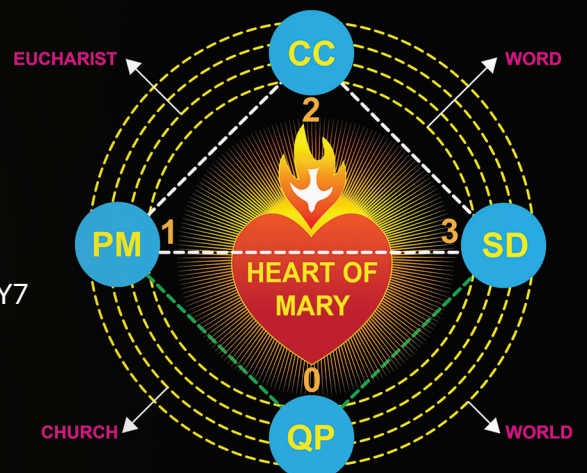 CC
EUCHARIST
WORD
2
PM
1
3
SD
HEART OF
MARY
Y7
0
QP
CHURCH
WORLD